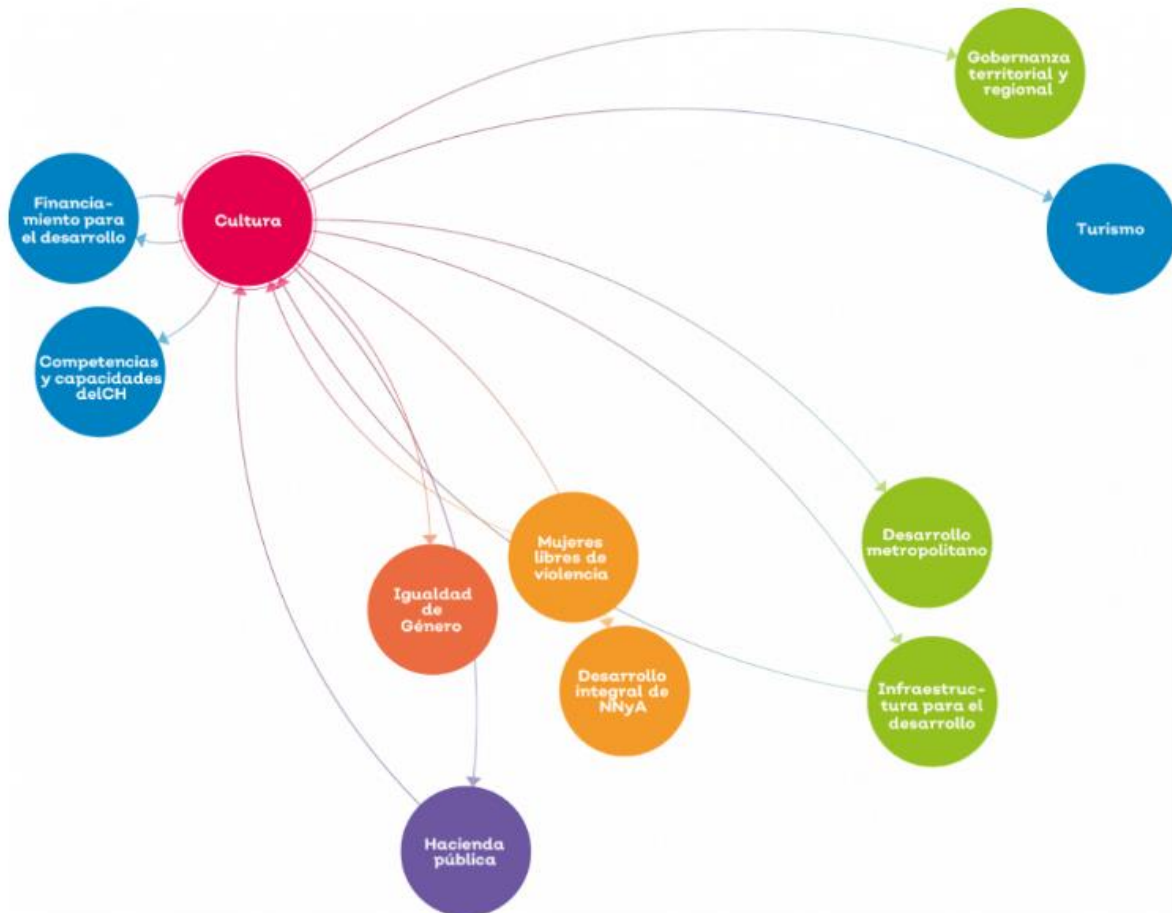 Gobernanza
territorial y
regional
Financia-
miento para
el desarrollo
Cultura
Turismo
Competencias
y capacidades
delCH
Desarrollo
metropolitano
Mujeres
libres de
violencia
Igualdad
de
Género
Desarrollo
integral de
NNyA
Infraestruc-
tura para el
desarrollo
Hacienda
pública